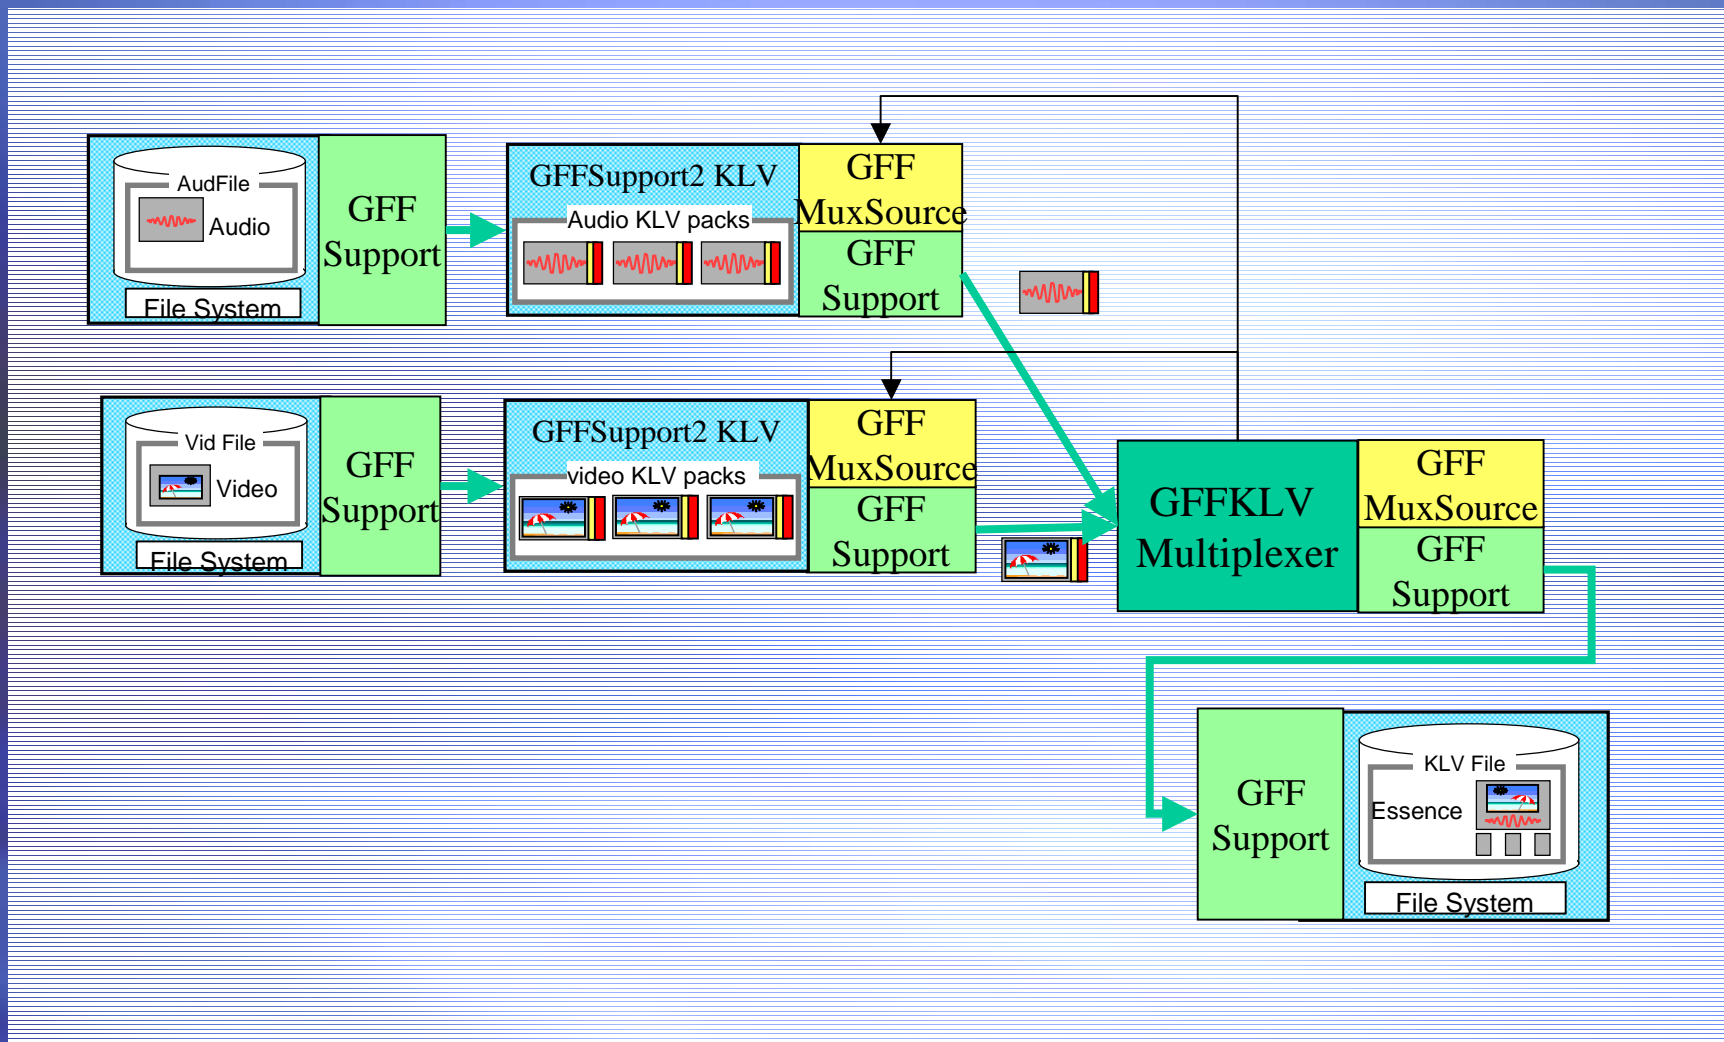 AudFile
Audio
File System
GFF
Support
GFFSupport2 KLV
Audio KLV packs
GFF
MuxSource
GFF
Support
Vid File
Video
File System
GFF
Support
GFFSupport2 KLV
video KLV packs
GFF
MuxSource
GFF
Support
GFFKLV
Multiplexer
GFF
MuxSource
GFF
Support
GFF
Support
KLV File
Essence
File System